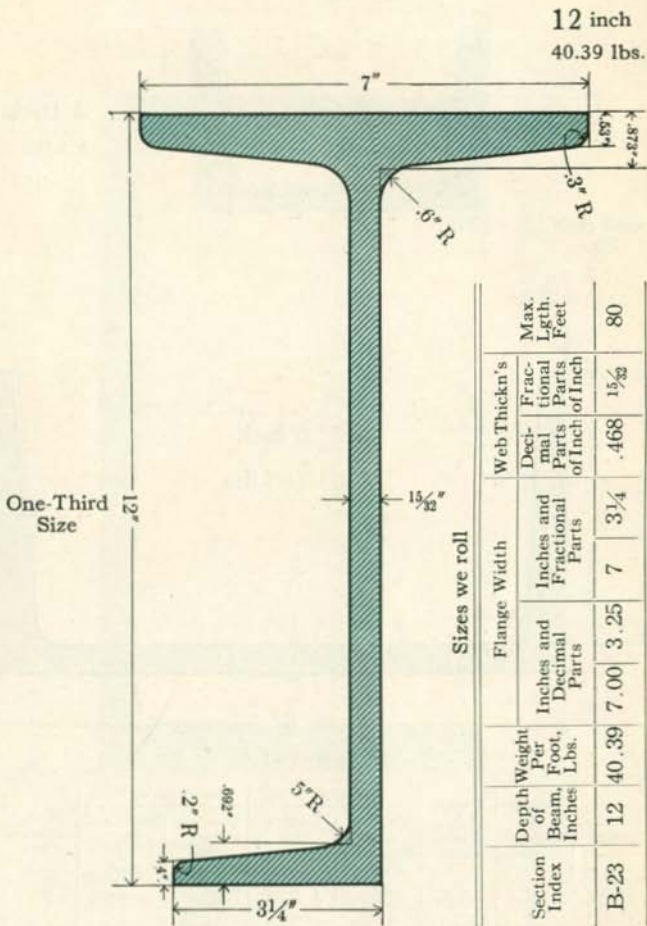 12 inch
40.39 lbs.
7"
.53"
.873"
.3" R
.6" R
One-Third
Size
12"
15/32"
.692"
5"R
.2" R
.4"
3¼"
Sizes we roll
Section
Index
Depth
of
Beam,
Inches
Weight
Per
Foot,
Lbs.
Flange Width
Inches and
Decimal
Parts
Inches and
Fractional
Parts
Web Thickn's
Deci-
mal
Parts
of Inch
Frac-
tional
Parts
of Inch
Max.
Lgth.
Feet
B-23 12 40.39 7.00 3.25 7 3¼ .468 15/32 80